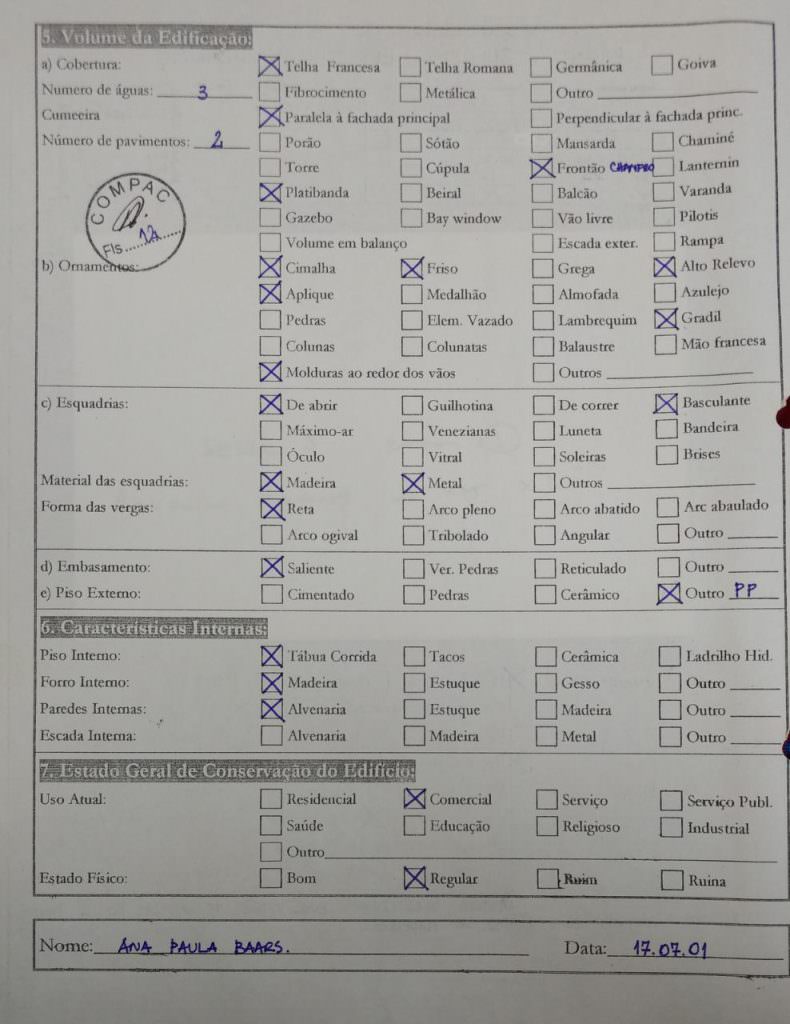 5. Volume da Edificação:
a) Cobertura: ☒ Telha Francesa ☐ Telha Romana ☐ Germânica ☐ Goiva
Numero de águas: 3 ☐ Fibrocimento ☐ Metálica ☐ Outro
Cumeeira ☒ Paralela à fachada principal ☐ Perpendicular à fachada princ.
Número de pavimentos: 2 ☐ Porão ☐ Sótão ☐ Mansarda ☐ Chaminé
☐ Torre ☐ Cúpula ☒ Frontão ☐ Lanternin
☒ Platibanda ☐ Beiral ☐ Balcão ☐ Varanda
COMPAC
☐ Gazebo ☐ Bay window ☐ Vão livre ☐ Pilotis
Fls.
☐ Volume em balanço ☐ Escada exter. ☐ Rampa
b) Ornamentos: ☒ Cimalha ☒ Friso ☐ Grega ☒ Alto Relevo
☒ Aplique ☐ Medalhão ☐ Almofada ☐ Azulejo
☐ Pedras ☐ Elem. Vazado ☐ Lambrequim ☒ Gradil
☐ Colunas ☐ Colunatas ☐ Balaustre ☐ Mão francesa
☒ Molduras ao redor dos vãos ☐ Outros
c) Esquadrias: ☒ De abrir ☐ Guilhotina ☐ De correr ☒ Basculante
☐ Máximo-ar ☐ Venezianas ☐ Luneta ☐ Bandeira
☐ Óculo ☐ Vitral ☐ Soleiras ☐ Brises
Material das esquadrias: ☒ Madeira ☒ Metal ☐ Outros
Forma das vergas: ☒ Reta ☐ Arco pleno ☐ Arco abatido ☐ Arc abaulado
☐ Arco ogival ☐ Tribolado ☐ Angular ☐ Outro
d) Embasamento: ☒ Saliente ☐ Ver. Pedras ☐ Reticulado ☐ Outro
e) Piso Externo: ☐ Cimentado ☐ Pedras ☐ Cerâmico ☒ Outro PP
6. Características Internas:
Piso Interno: ☒ Tábua Corrida ☐ Tacos ☐ Cerâmica ☐ Ladrilho Hid.
Forro Interno: ☒ Madeira ☐ Estuque ☐ Gesso ☐ Outro
Paredes Internas: ☒ Alvenaria ☐ Estuque ☐ Madeira ☐ Outro
Escada Interna: ☐ Alvenaria ☐ Madeira ☐ Metal ☐ Outro
7. Estado Geral de Conservação do Edifício:
Uso Atual: ☐ Residencial ☒ Comercial ☐ Serviço ☐ Serviço Publ.
☐ Saúde ☐ Educação ☐ Religioso ☐ Industrial
☐ Outro
Estado Físico: ☐ Bom ☒ Regular ☐ Ruim ☐ Ruina
Nome: ANA PAULA BAARS. Data: 17.07.01